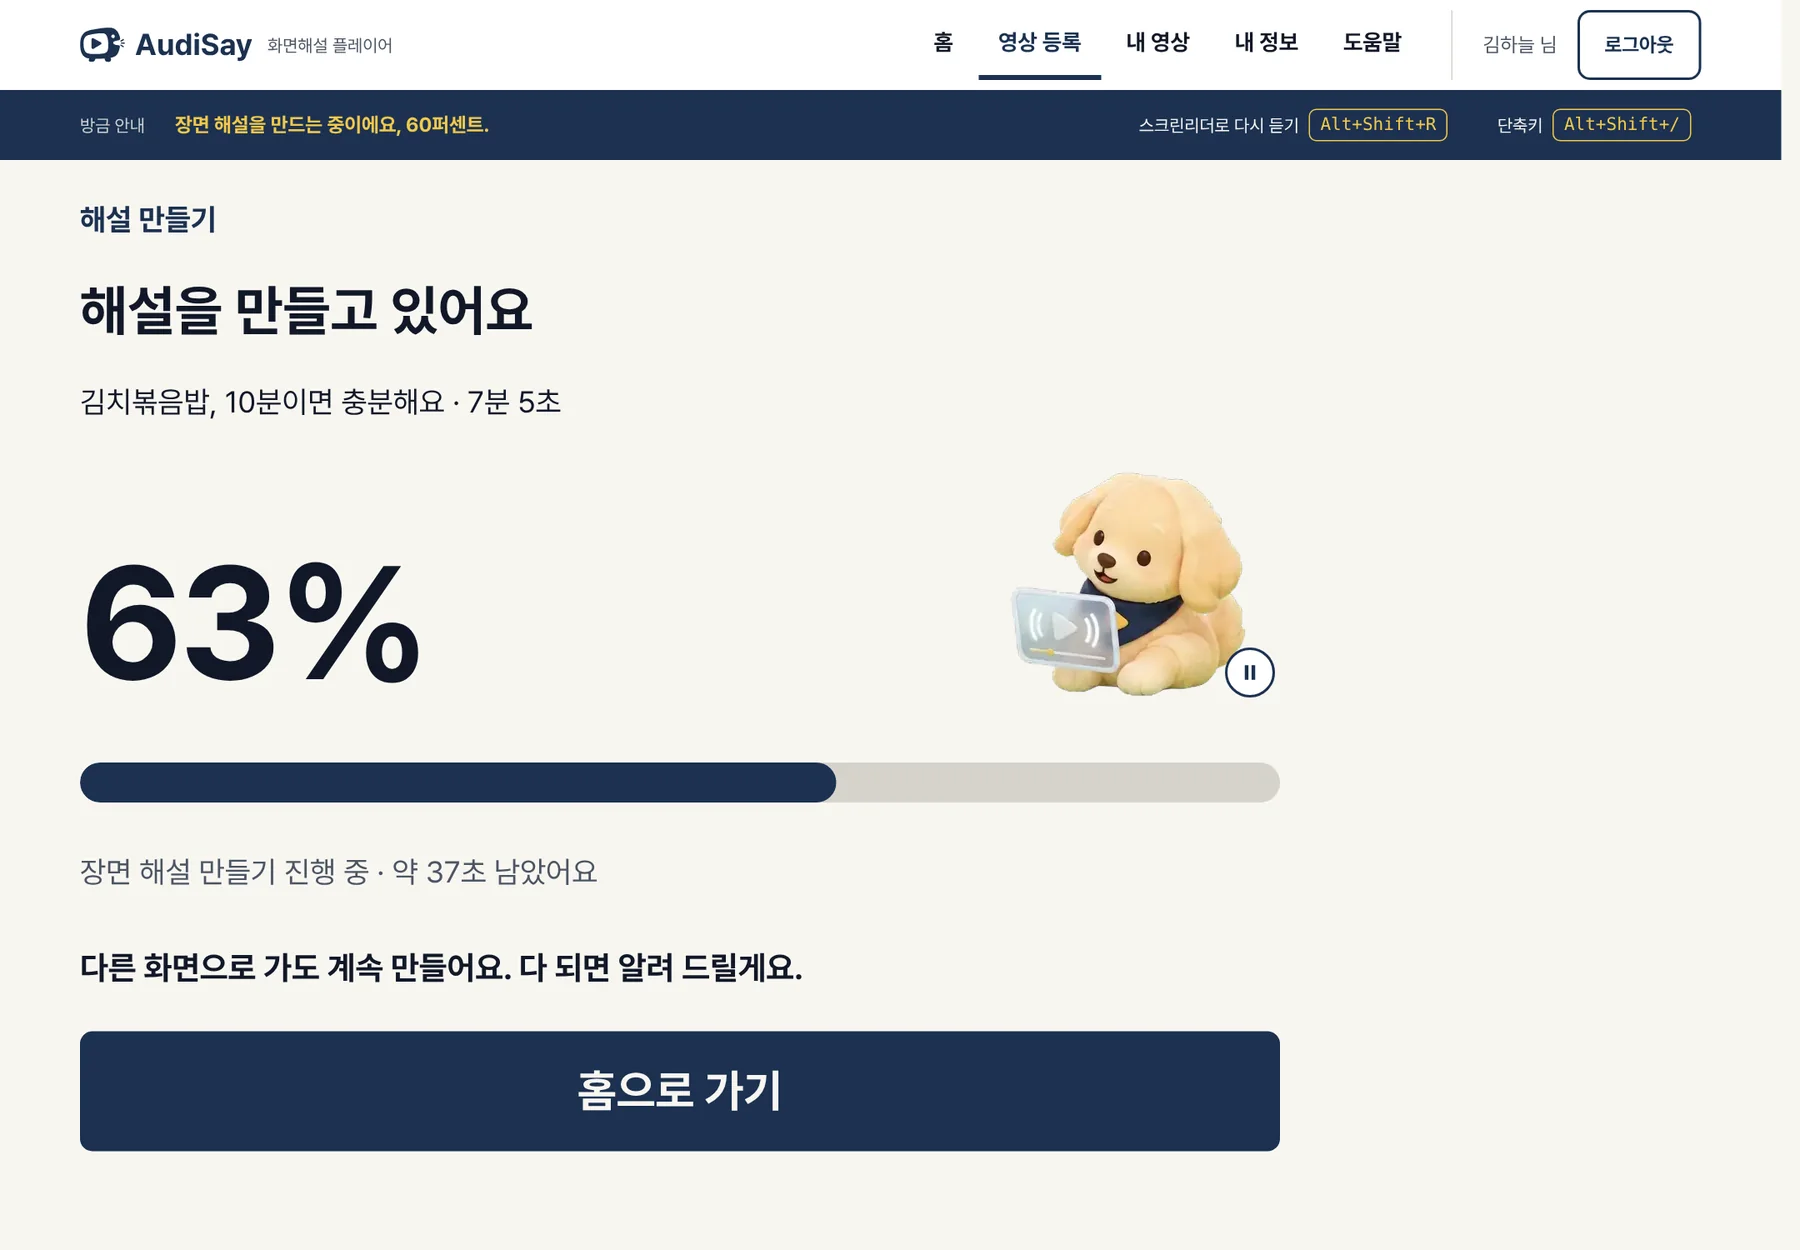 AudiSay 화면해설 플레이어 홈 영상 등록 내 영상 내 정보 도움말 김하늘 님 로그아웃
방금 안내 장면 해설을 만드는 중이에요, 60퍼센트. 스크린리더로 다시 듣기 Alt+Shift+R 단축키 Alt+Shift+/
해설 만들기
해설을 만들고 있어요
김치볶음밥, 10분이면 충분해요 · 7분 5초
63%
장면 해설 만들기 진행 중 · 약 37초 남았어요
다른 화면으로 가도 계속 만들어요. 다 되면 알려 드릴게요.
홈으로 가기